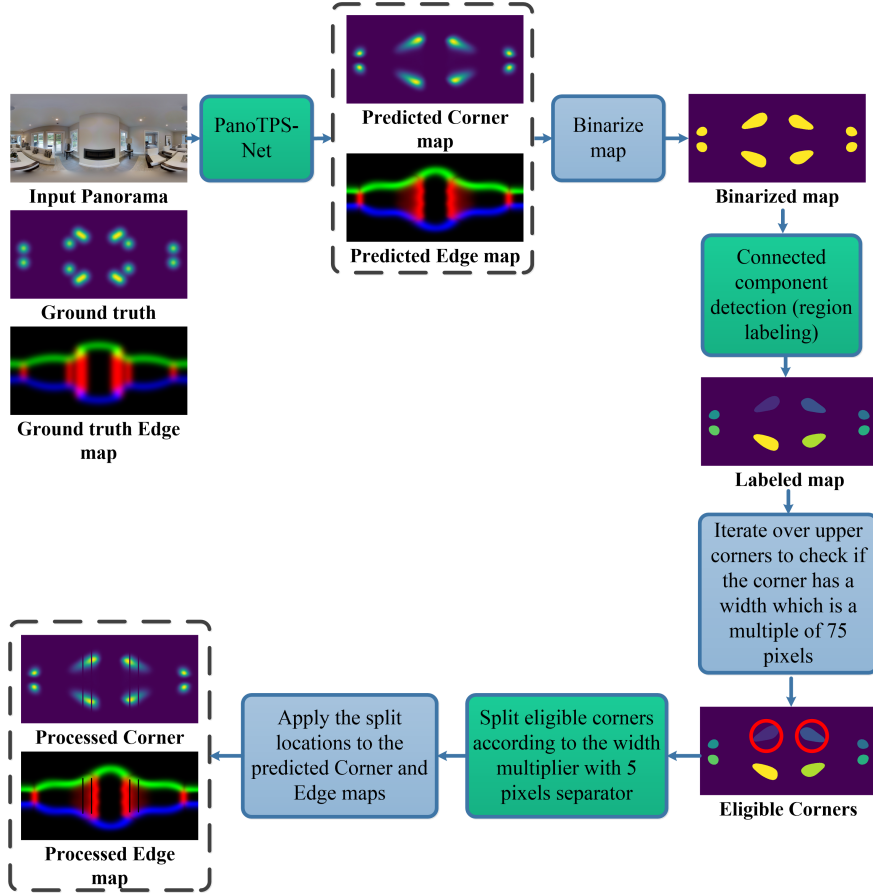 Input Panorama
Ground truth
Ground truth Edge
map
PanoTPS-
Net
Predicted Corner
map
Predicted Edge map
Binarize
map
Binarized map
Connected
component
detection (region
labeling)
Labeled map
Iterate over upper
corners to check if
the corner has a
width which is a
multiple of 75
pixels
Eligible Corners
Split eligible corners
according to the width
multiplier with 5
pixels separator
Apply the split
locations to the
predicted Corner and
Edge maps
Processed Corner
Processed Edge
map